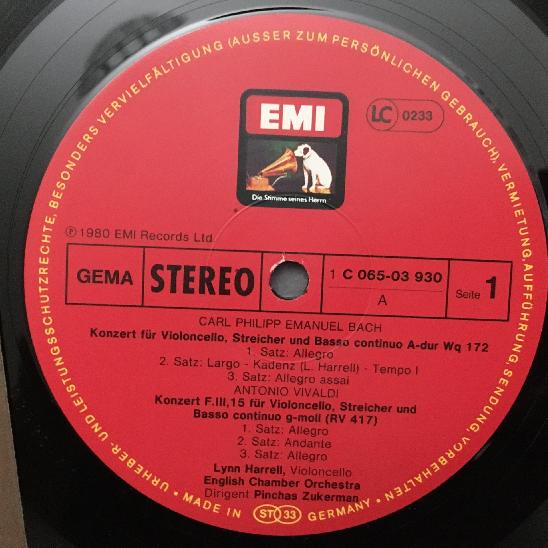 URHEBER- UND LEISTUNGSSCHUTZRECHTE, BESONDERS VERVIELFÄLTIGUNG (AUSSER ZUM PERSÖNLICHEN GEBRAUCH), VERMIETUNG, AUFFÜHRUNG, SENDUNG, VORBEHALTEN
EMI
LC 0233
Die Stimme seines Herrn
℗ 1980 EMI Records Ltd
GEMA STEREO 1 C 065-03 930
A
Seite 1
CARL PHILIPP EMANUEL BACH
Konzert für Violoncello, Streicher und Basso continuo A-dur Wq 172
1. Satz: Allegro
2. Satz: Largo - Kadenz (L. Harrell) - Tempo I
3. Satz: Allegro assai
ANTONIO VIVALDI
Konzert F.III,15 für Violoncello, Streicher und
Basso continuo g-moll (RV 417)
1. Satz: Allegro
2. Satz: Andante
3. Satz: Allegro
Lynn Harrell, Violoncello
English Chamber Orchestra
Dirigent Pinchas Zukerman
• MADE IN ST 33 GERMANY •